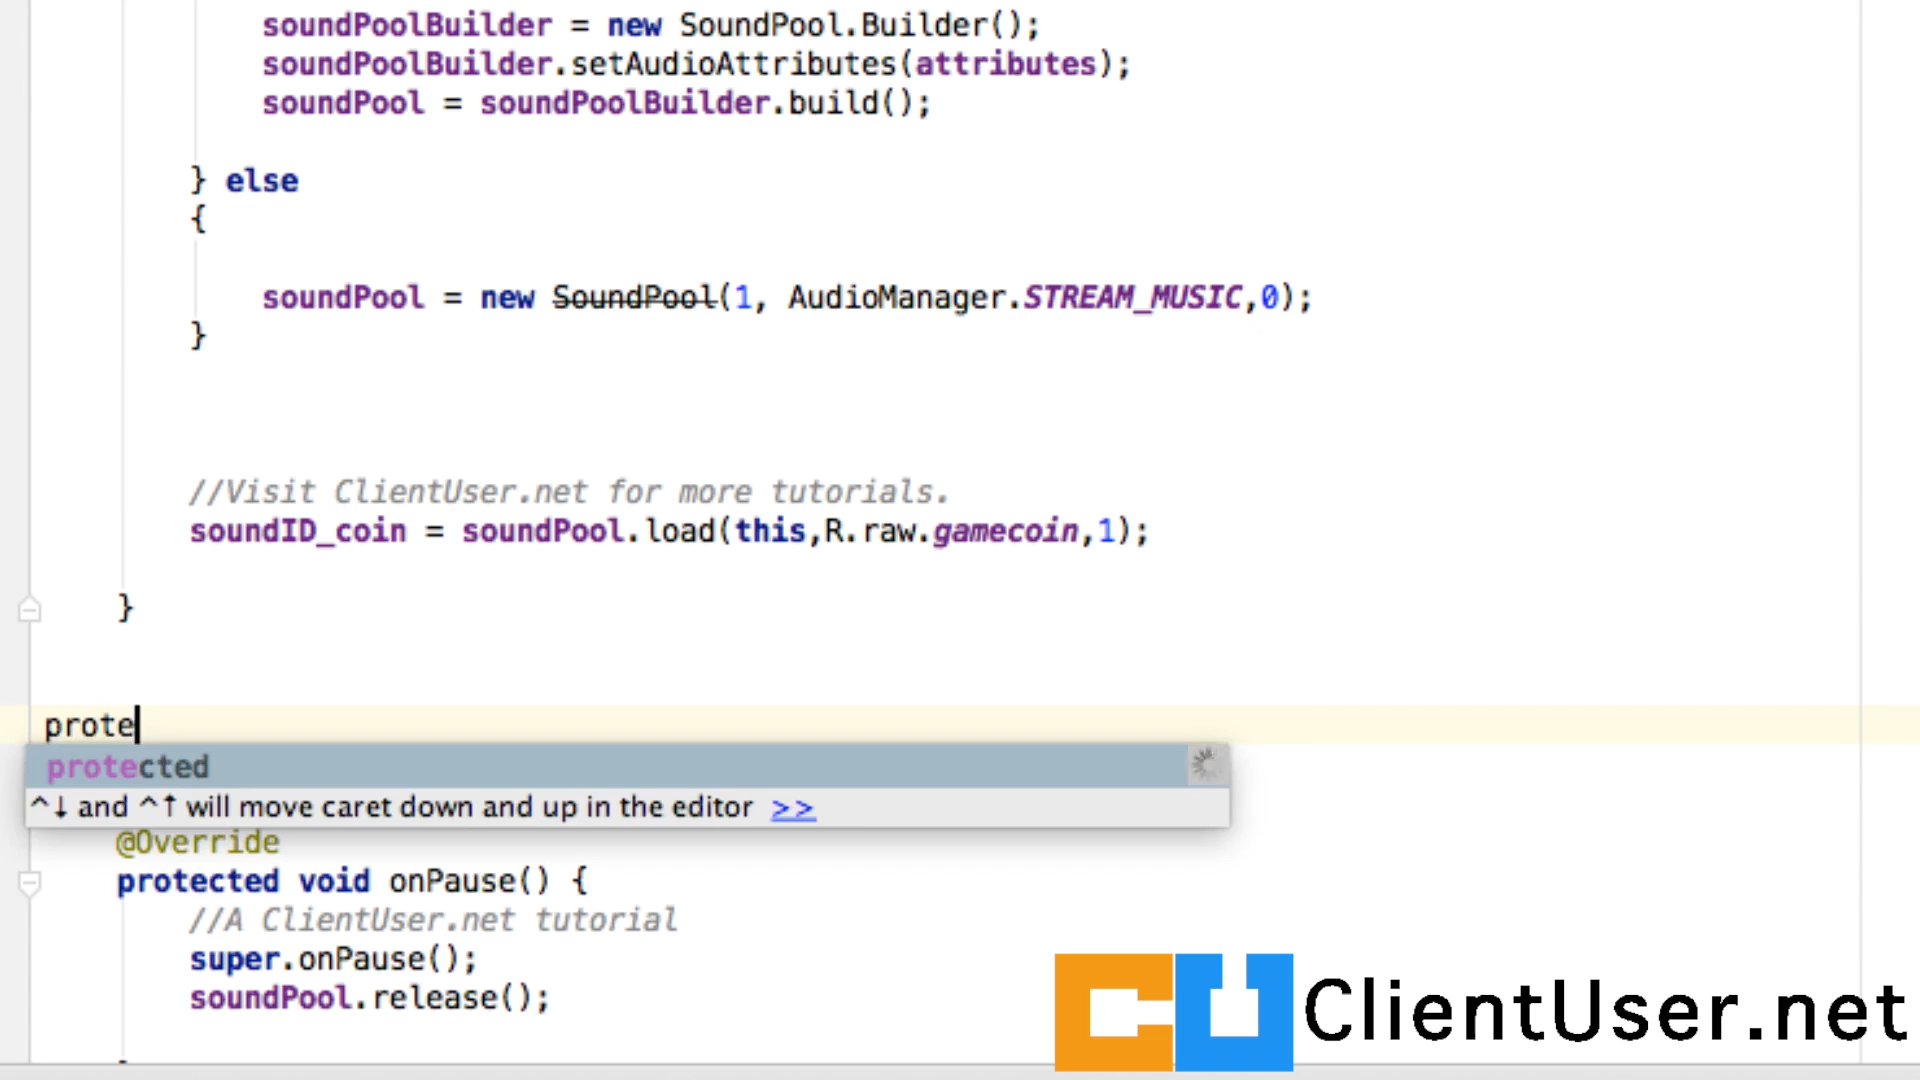 soundPoolBuilder = new SoundPool.Builder();
soundPoolBuilder.setAudioAttributes(attributes);
soundPool = soundPoolBuilder.build();
} else
{
soundPool = new SoundPool(1, AudioManager.STREAM_MUSIC,0);
}
//Visit ClientUser.net for more tutorials.
soundID_coin = soundPool.load(this,R.raw.gamecoin,1);
}
prote
protected
^↓ and ^↑ will move caret down and up in the editor >>
@Override
protected void onPause() {
//A ClientUser.net tutorial
super.onPause();
soundPool.release();
CU ClientUser.net